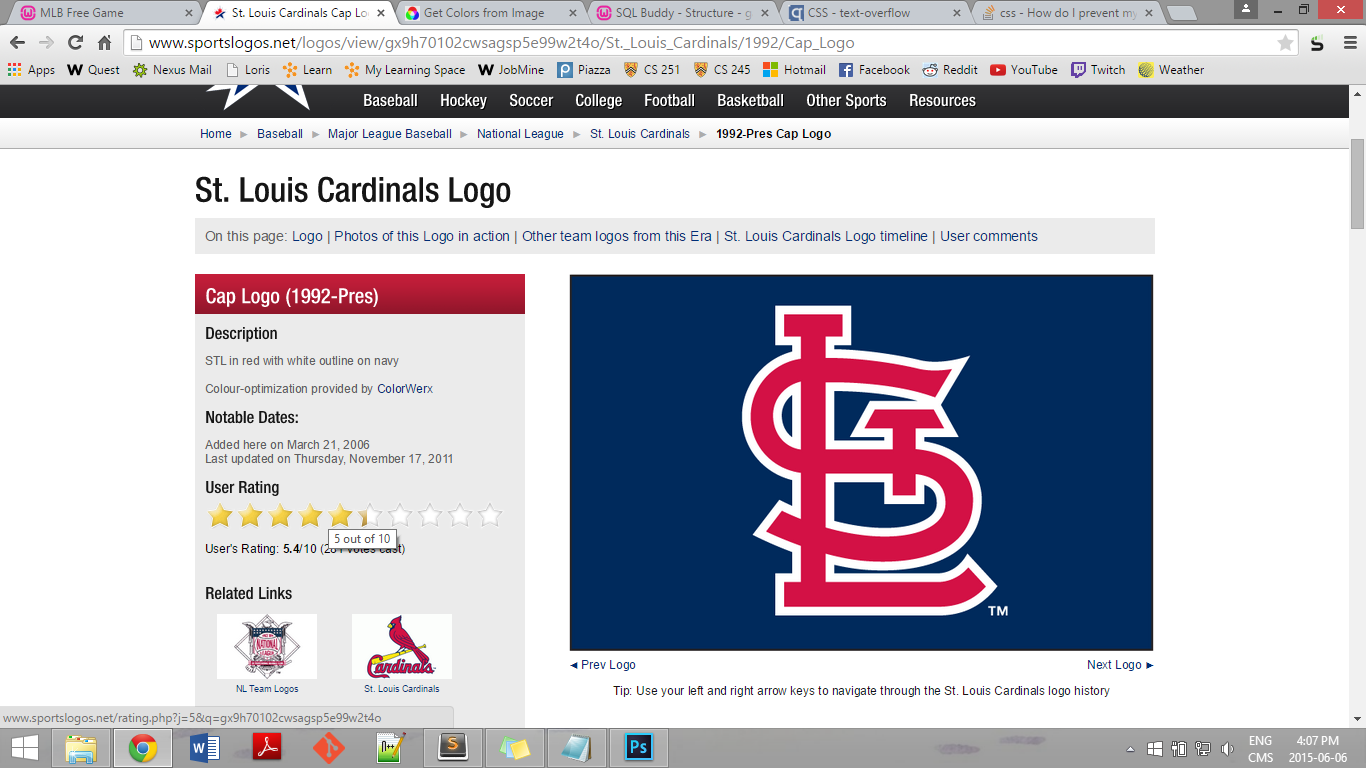 MLB Free Game
St. Louis Cardinals Cap Lo
Get Colors from Image
SQL Buddy - Structure - g
CSS - text-overflow
css - How do I prevent my
www.sportslogos.net/logos/view/gx9h70102cwsagsp5e99w2t4o/St._Louis_Cardinals/1992/Cap_Logo
Apps Quest Nexus Mail Loris Learn My Learning Space JobMine Piazza CS 251 CS 245 Hotmail Facebook Reddit YouTube Twitch Weather
Baseball Hockey Soccer College Football Basketball Other Sports Resources
Home ► Baseball ► Major League Baseball ► National League ► St. Louis Cardinals ► 1992-Pres Cap Logo
St. Louis Cardinals Logo
On this page: Logo | Photos of this Logo in action | Other team logos from this Era | St. Louis Cardinals Logo timeline | User comments
Cap Logo (1992-Pres)
Description
STL in red with white outline on navy
Colour-optimization provided by ColorWerx
Notable Dates:
Added here on March 21, 2006
Last updated on Thursday, November 17, 2011
User Rating
5 out of 10
User's Rating: 5.4/10 votes cast)
Related Links
NATIONAL
Cardinals
NL Team Logos
St. Louis Cardinals
STL
TM
◄ Prev Logo
Next Logo ►
Tip: Use your left and right arrow keys to navigate through the St. Louis Cardinals logo history
www.sportslogos.net/rating.php?j=5&q=gx9h70102cwsagsp5e99w2t4o
Ps
ENG
CMS
4:07 PM
2015-06-06